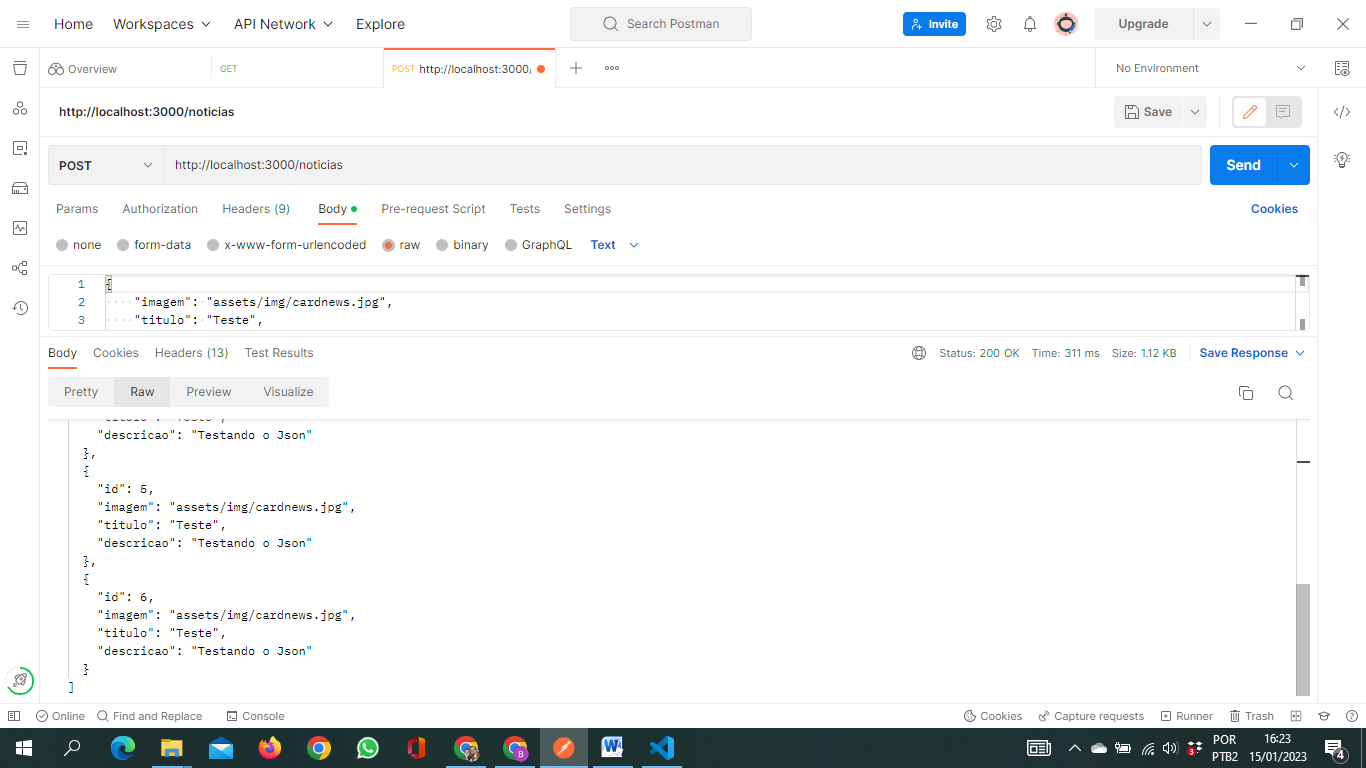 Home Workspaces API Network Explore Search Postman Invite Upgrade
Overview GET POST http://localhost:3000/ No Environment
http://localhost:3000/noticias Save
POST http://localhost:3000/noticias Send
Params Authorization Headers (9) Body Pre-request Script Tests Settings Cookies
none form-data x-www-form-urlencoded raw binary GraphQL Text
1 {
2 "imagem": "assets/img/cardnews.jpg",
3 "titulo": "Teste",
Body Cookies Headers (13) Test Results Status: 200 OK Time: 311 ms Size: 1.12 KB Save Response
Pretty Raw Preview Visualize
"titulo": "Teste",
"descricao": "Testando o Json"
},
{
"id": 5,
"imagem": "assets/img/cardnews.jpg",
"titulo": "Teste",
"descricao": "Testando o Json"
},
{
"id": 6,
"imagem": "assets/img/cardnews.jpg",
"titulo": "Teste",
"descricao": "Testando o Json"
}
]
Online Find and Replace Console Cookies Capture requests Runner Trash
POR 16:23
PTB2 15/01/2023 4